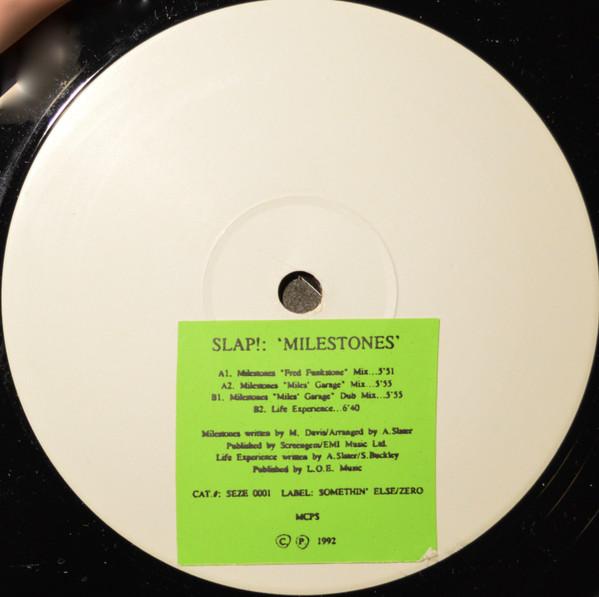 SLAP!: 'MILESTONES'
A1. Milestones "Fred Funkstone" Mix...5'51
A2. Milestones "Miles' Garage" Mix...5'55
B1. Milestones "Miles' Garage" Dub Mix...5'55
B2. Life Experience...6'40
Milestones written by M. Davis/Arranged by A.Slater
Published by Screengem/EMI Music Ltd.
Life Experience written by A.Slater/S.Buckley
Published by L.O.E. Music
CAT.#: SEZE 0001 LABEL: SOMETHIN' ELSE/ZERO
MCPS
© ℗ 1992